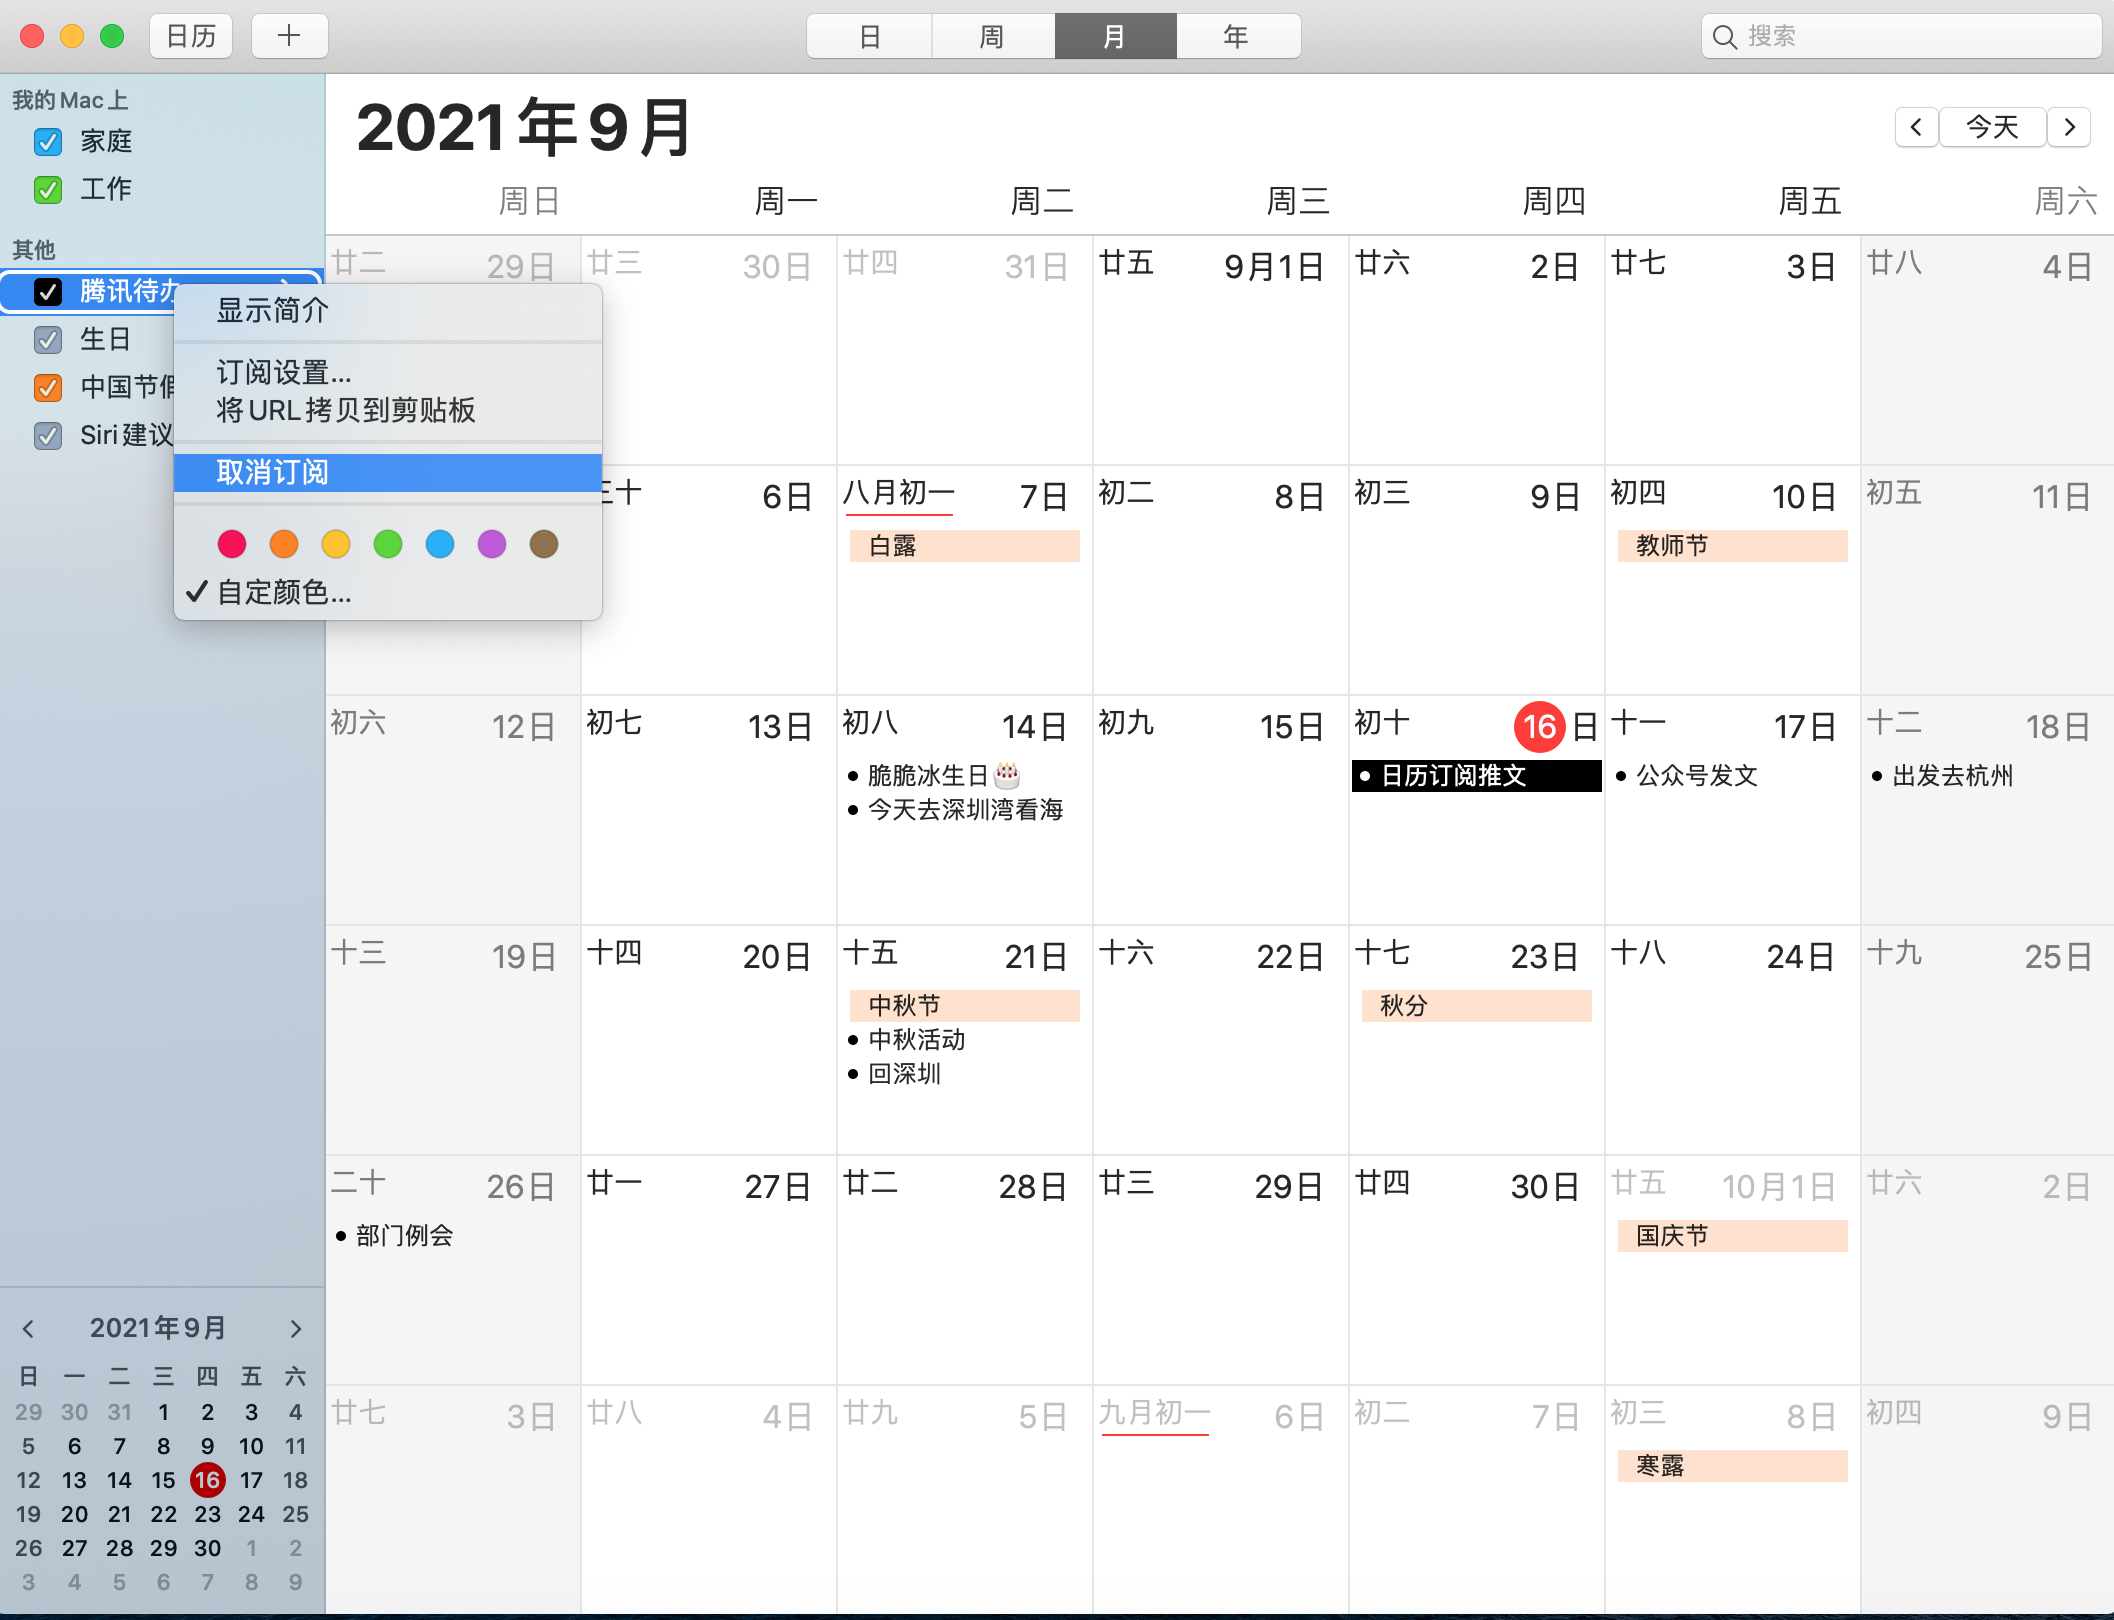 日历
日 周 月 年
搜索
我的Mac上
家庭
工作
其他
腾讯待办
生日
中国节
Siri建议
显示简介
订阅设置...
将URL拷贝到剪贴板
取消订阅
自定颜色...
2021年9月
今天
周日 周一 周二 周三 周四 周五 周六
廿二 29日 廿三 30日 廿四 31日 廿五 9月1日 廿六 2日 廿七 3日 廿八 4日
三十 6日 八月初一 7日 初二 8日 初三 9日 初四 10日 初五 11日
白露 教师节
初六 12日 初七 13日 初八 14日 初九 15日 初十 16日 十一 17日 十二 18日
脆脆冰生日🎂 日历订阅推文 公众号发文 出发去杭州
今天去深圳湾看海
十三 19日 十四 20日 十五 21日 十六 22日 十七 23日 十八 24日 十九 25日
中秋节 秋分
中秋活动
回深圳
二十 26日 廿一 27日 廿二 28日 廿三 29日 廿四 30日 廿五 10月1日 廿六 2日
部门例会 国庆节
廿七 3日 廿八 4日 廿九 5日 九月初一 6日 初二 7日 初三 8日 初四 9日
寒露
2021年9月
日 一 二 三 四 五 六
29 30 31 1 2 3 4
5 6 7 8 9 10 11
12 13 14 15 16 17 18
19 20 21 22 23 24 25
26 27 28 29 30 1 2
3 4 5 6 7 8 9